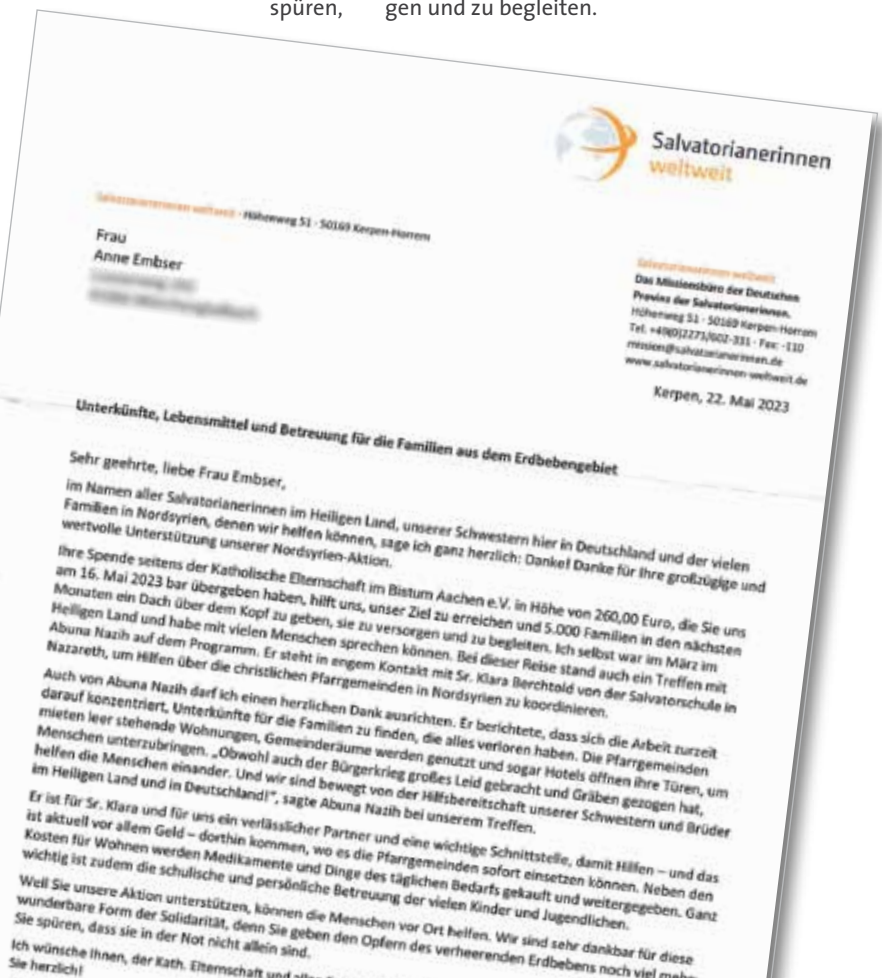 spüren, gen und zu begleiten.
Salvatorianerinnen
weltweit
Salvatorianerinnen weltweit · Höhenweg 51 · 50169 Kerpen-Horrem
Frau
Anne Embser
Salvatorianerinnen weltweit
Das Missionsbüro der Deutschen
Provinz der Salvatorianerinnen.
Höhenweg 51 · 50169 Kerpen-Horrem
Tel. +49(0)2273/602-331 · Fax: -110
mission@salvatorianerinnen.de
www.salvatorianerinnen-weltweit.de
Kerpen, 22. Mai 2023
Unterkünfte, Lebensmittel und Betreuung für die Familien aus dem Erdbebengebiet
Sehr geehrte, liebe Frau Embser,
im Namen aller Salvatorianerinnen im Heiligen Land, unserer Schwestern hier in Deutschland und der vielen
Familien in Nordsyrien, denen wir helfen können, sage ich ganz herzlich: Danke! Danke für Ihre großzügige und
wertvolle Unterstützung unserer Nordsyrien-Aktion.
Ihre Spende seitens der Katholische Elternschaft im Bistum Aachen e.V. in Höhe von 260,00 Euro, die Sie uns
am 16. Mai 2023 bar übergeben haben, hilft uns, unser Ziel zu erreichen und 5.000 Familien in den nächsten
Monaten ein Dach über dem Kopf zu geben, sie zu versorgen und zu begleiten. Ich selbst war im März im
Heiligen Land und habe mit vielen Menschen sprechen können. Bei dieser Reise stand auch ein Treffen mit
Abuna Nazih auf dem Programm. Er steht in engem Kontakt mit Sr. Klara Berchtold von der Salvatorschule in
Nazareth, um Hilfen über die christlichen Pfarrgemeinden in Nordsyrien zu koordinieren.
Auch von Abuna Nazih darf ich einen herzlichen Dank ausrichten. Er berichtete, dass sich die Arbeit zurzeit
darauf konzentriert, Unterkünfte für die Familien zu finden, die alles verloren haben. Die Pfarrgemeinden
mieten leer stehende Wohnungen, Gemeinderäume werden genutzt und sogar Hotels öffnen ihre Türen, um
Menschen unterzubringen. „Obwohl auch der Bürgerkrieg großes Leid gebracht und Gräben gezogen hat,
helfen die Menschen einander. Und wir sind bewegt von der Hilfsbereitschaft unserer Schwestern und Brüder
im Heiligen Land und in Deutschland!“, sagte Abuna Nazih bei unserem Treffen.
Er ist für Sr. Klara und für uns ein verlässlicher Partner und eine wichtige Schnittstelle, damit Hilfen – und das
ist aktuell vor allem Geld – dorthin kommen, wo es die Pfarrgemeinden sofort einsetzen können. Neben den
Kosten für Wohnen werden Medikamente und Dinge des täglichen Bedarfs gekauft und weitergegeben. Ganz
wichtig ist zudem die schulische und persönliche Betreuung der vielen Kinder und Jugendlichen.
Weil Sie unsere Aktion unterstützen, können die Menschen vor Ort helfen. Wir sind sehr dankbar für diese
wunderbare Form der Solidarität, denn Sie geben den Opfern des verheerenden Erdbebens noch viel mehr:
Sie spüren, dass sie in der Not nicht allein sind.
Ich wünsche Ihnen, der Kath. Elternschaft und
Sie herzlich!